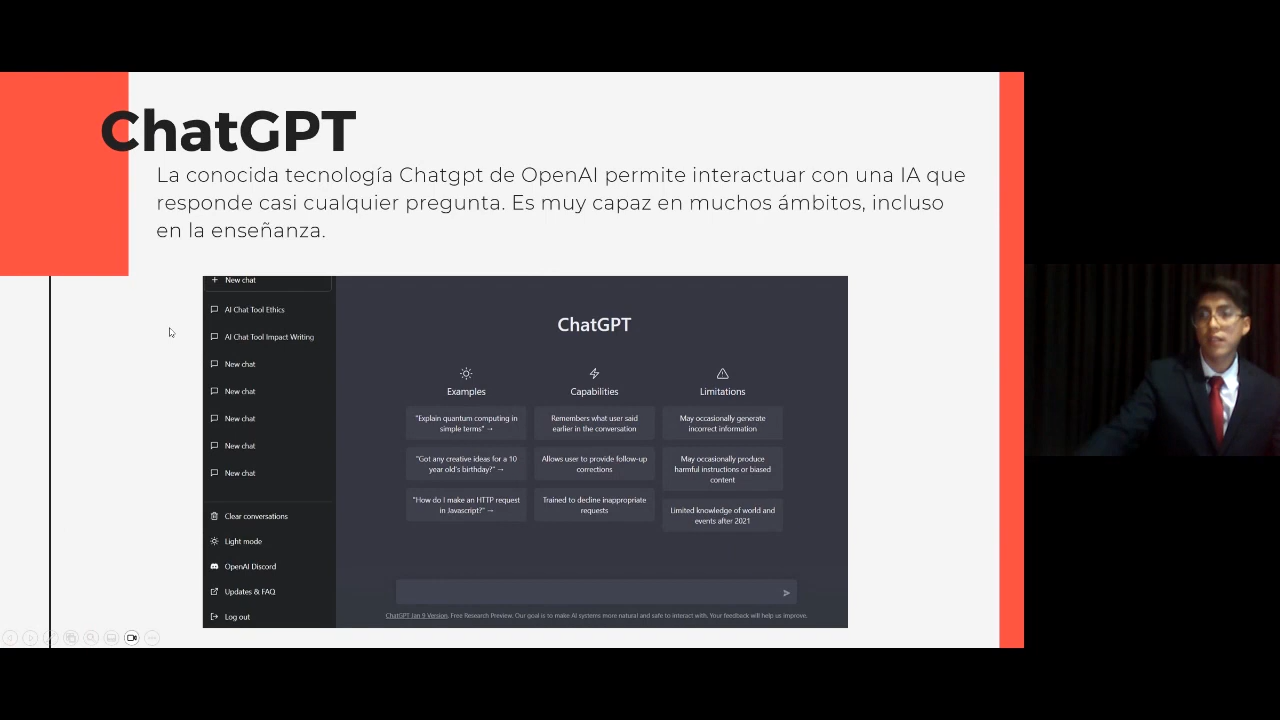 ChatGPT
La conocida tecnología Chatgpt de OpenAI permite interactuar con una IA que
responde casi cualquier pregunta. Es muy capaz en muchos ámbitos, incluso
en la enseñanza.
New chat
AI Chat Tool Ethics
AI Chat Tool Impact Writing
New chat
New chat
New chat
New chat
New chat
Clear conversations
Light mode
OpenAI Discord
Updates & FAQ
Log out
ChatGPT
Examples
"Explain quantum computing in
simple terms" →
"Got any creative ideas for a 10
year old's birthday?" →
"How do I make an HTTP request
in Javascript?" →
Capabilities
Remembers what user said
earlier in the conversation
Allows user to provide follow-up
corrections
Trained to decline inappropriate
requests
Limitations
May occasionally generate
incorrect information
May occasionally produce
harmful instructions or biased
content
Limited knowledge of world and
events after 2021
ChatGPT Jan 9 Version. Free Research Preview. Our goal is to make AI systems more natural and safe to interact with. Your feedback will help us improve.